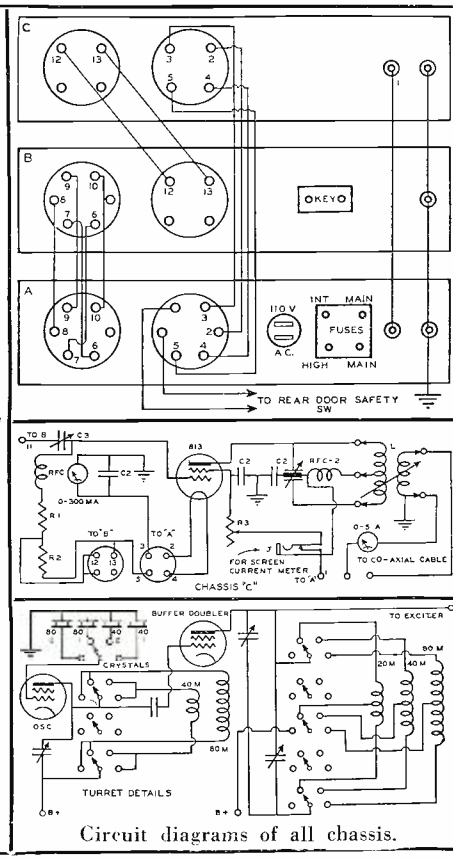 C
12 13 3 2
5 4
1
B
9 10
8
7 6
12 13
KEY
A
9 10
8
7 6
3
2
5 4
110 V
A.C.
INT MAIN
FUSES
HIGH MAIN
TO REAR DOOR SAFETY
SW
TO B
11
C3
RFC
C2
0-300MA
R1
R2
TO "B"
12 13
TO "A"
3 2
5 4
813
C2 C2
RFC-2
L
R3
J
FOR SCREEN
CURRENT METER
TO "A"
1
0-5 A
TO CO-AXIAL CABLE
CHASSIS "C"
80 80 40 40
CRYSTALS
OSC
BUFFER DOUBLER
40 M
80 M
TURRET DETAILS
B+
TO EXCITER
20 M 40 M 80 M
B+
Circuit diagrams of all chassis.